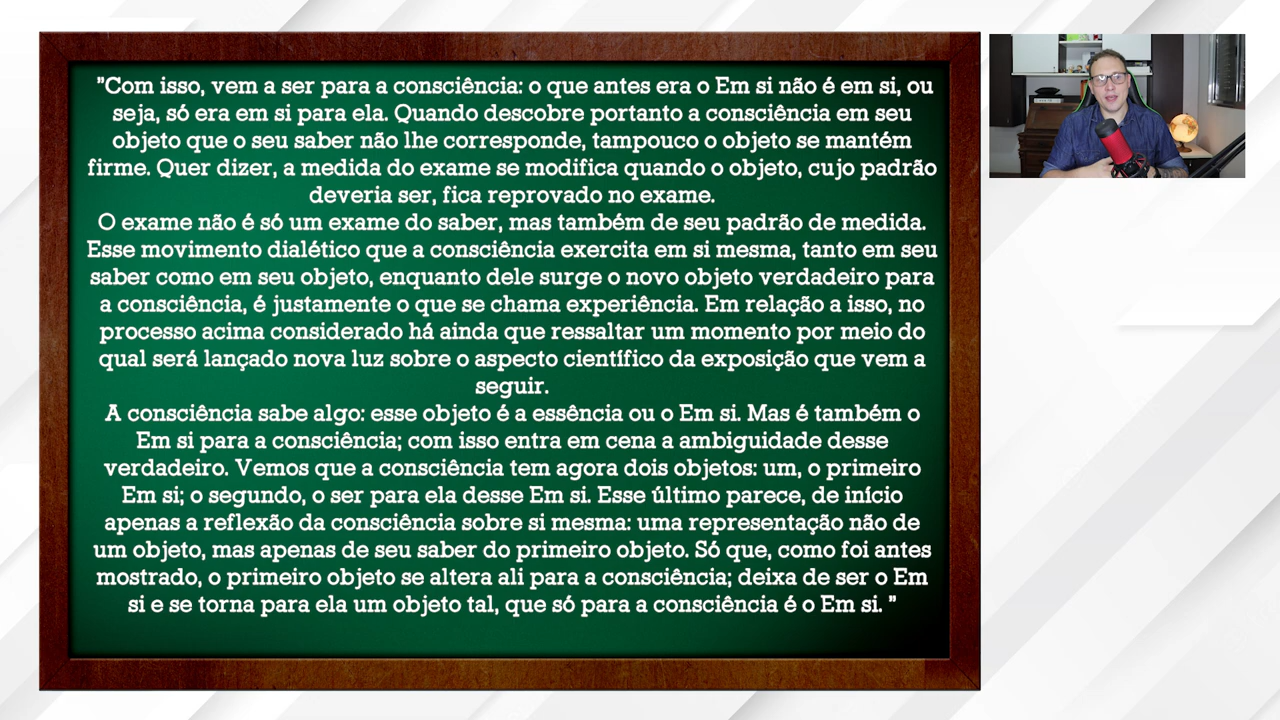 "Com isso, vem a ser para a consciência: o que antes era o Em si não é em si, ou
seja, só era em si para ela. Quando descobre portanto a consciência em seu
objeto que o seu saber não lhe corresponde, tampouco o objeto se mantém
firme. Quer dizer, a medida do exame se modifica quando o objeto, cujo padrão
deveria ser, fica reprovado no exame.
O exame não é só um exame do saber, mas também de seu padrão de medida.
Esse movimento dialético que a consciência exercita em si mesma, tanto em seu
saber como em seu objeto, enquanto dele surge o novo objeto verdadeiro para
a consciência, é justamente o que se chama experiência. Em relação a isso, no
processo acima considerado há ainda que ressaltar um momento por meio do
qual será lançado nova luz sobre o aspecto científico da exposição que vem a
seguir.
A consciência sabe algo: esse objeto é a essência ou o Em si. Mas é também o
Em si para a consciência; com isso entra em cena a ambiguidade desse
verdadeiro. Vemos que a consciência tem agora dois objetos: um, o primeiro
Em si; o segundo, o ser para ela desse Em si. Esse último parece, de início
apenas a reflexão da consciência sobre si mesma: uma representação não de
um objeto, mas apenas de seu saber do primeiro objeto. Só que, como foi antes
mostrado, o primeiro objeto se altera ali para a consciência; deixa de ser o Em
si e se torna para ela um objeto tal, que só para a consciência é o Em si. "